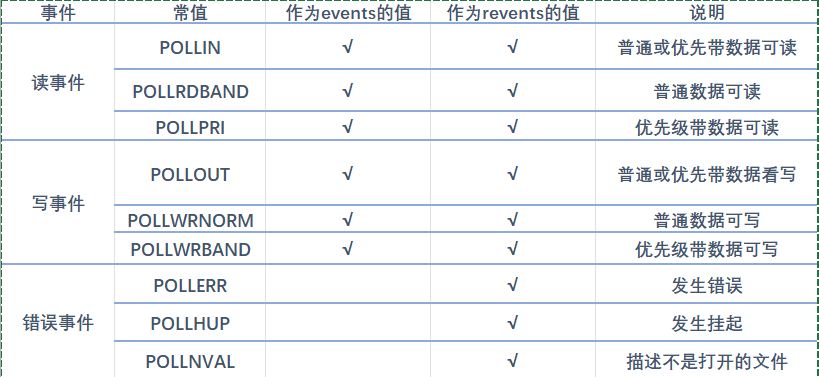 事件 常值 作为events的值 作为revents的值 说明
读事件
POLLIN √ √ 普通或优先带数据可读
POLLRDBAND √ √ 普通数据可读
POLLPRI √ √ 优先级带数据可读
写事件
POLLOUT √ √ 普通或优先带数据看写
POLLWRNORM √ √ 普通数据可写
POLLWRBAND √ √ 优先级带数据可写
错误事件
POLLERR √ 发生错误
POLLHUP √ 发生挂起
POLLNVAL √ 描述不是打开的文件